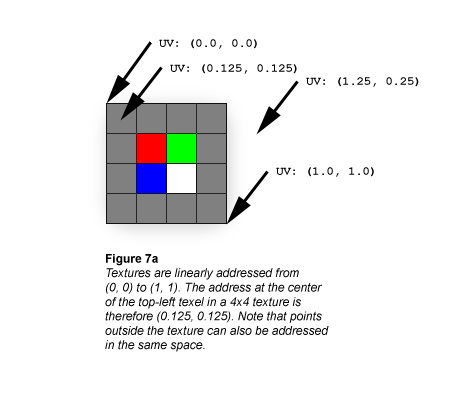 UV: (0.0, 0.0)
UV: (0.125, 0.125)
UV: (1.25, 0.25)
UV: (1.0, 1.0)
Figure 7a
Textures are linearly addressed from
(0, 0) to (1, 1). The address at the center
of the top-left texel in a 4x4 texture is
therefore (0.125, 0.125). Note that points
outside the texture can also be addressed
in the same space.